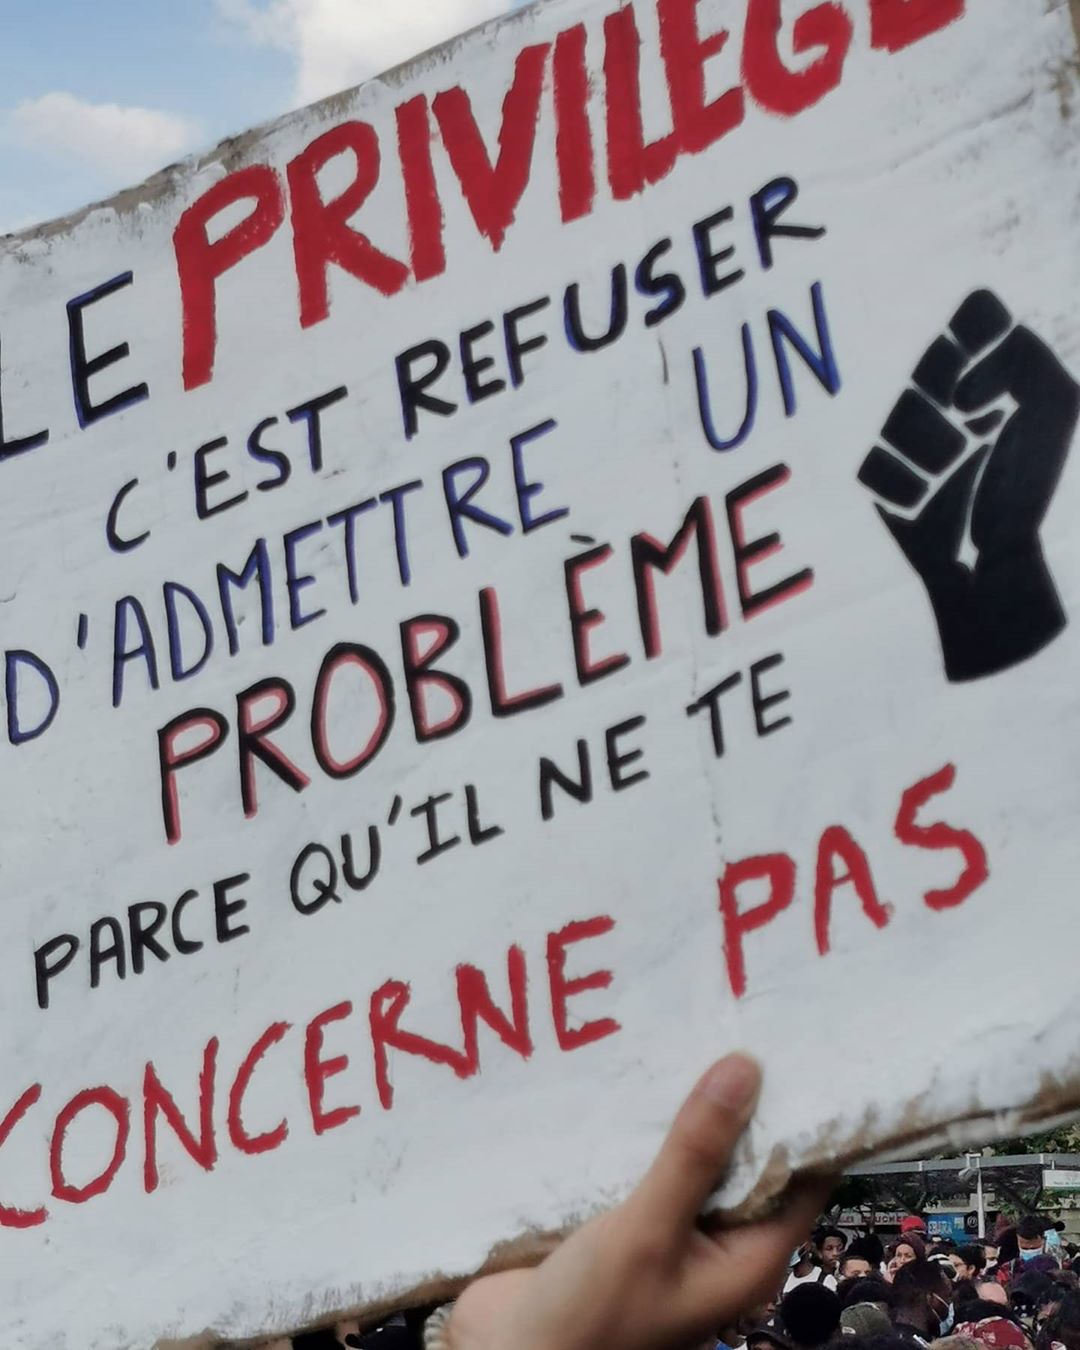 LE PRIVILEGE
C'EST REFUSER
D'ADMETTRE UN
PROBLÈME
PARCE QU'IL NE TE
CONCERNE PAS